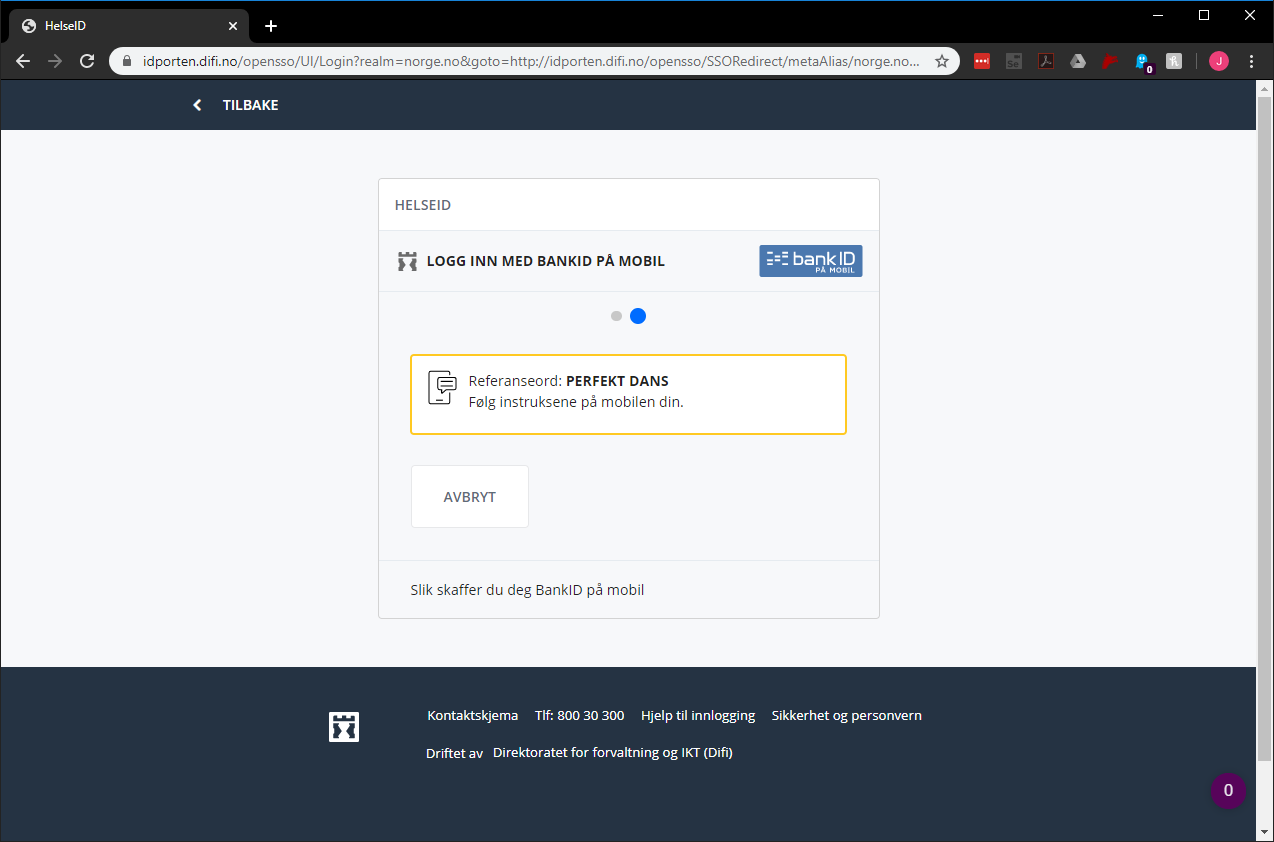 HelseID
idporten.difi.no/opensso/UI/Login?realm=norge.no&goto=http://idporten.difi.no/opensso/SSORedirect/metaAlias/norge.no...
J
0
TILBAKE
HELSEID
LOGG INN MED BANKID PÅ MOBIL
bankID
PÅ MOBIL
Referanseord: PERFEKT DANS
Følg instruksene på mobilen din.
AVBRYT
Slik skaffer du deg BankID på mobil
Kontaktskjema Tlf: 800 30 300 Hjelp til innlogging Sikkerhet og personvern
Driftet av Direktoratet for forvaltning og IKT (Difi)
0